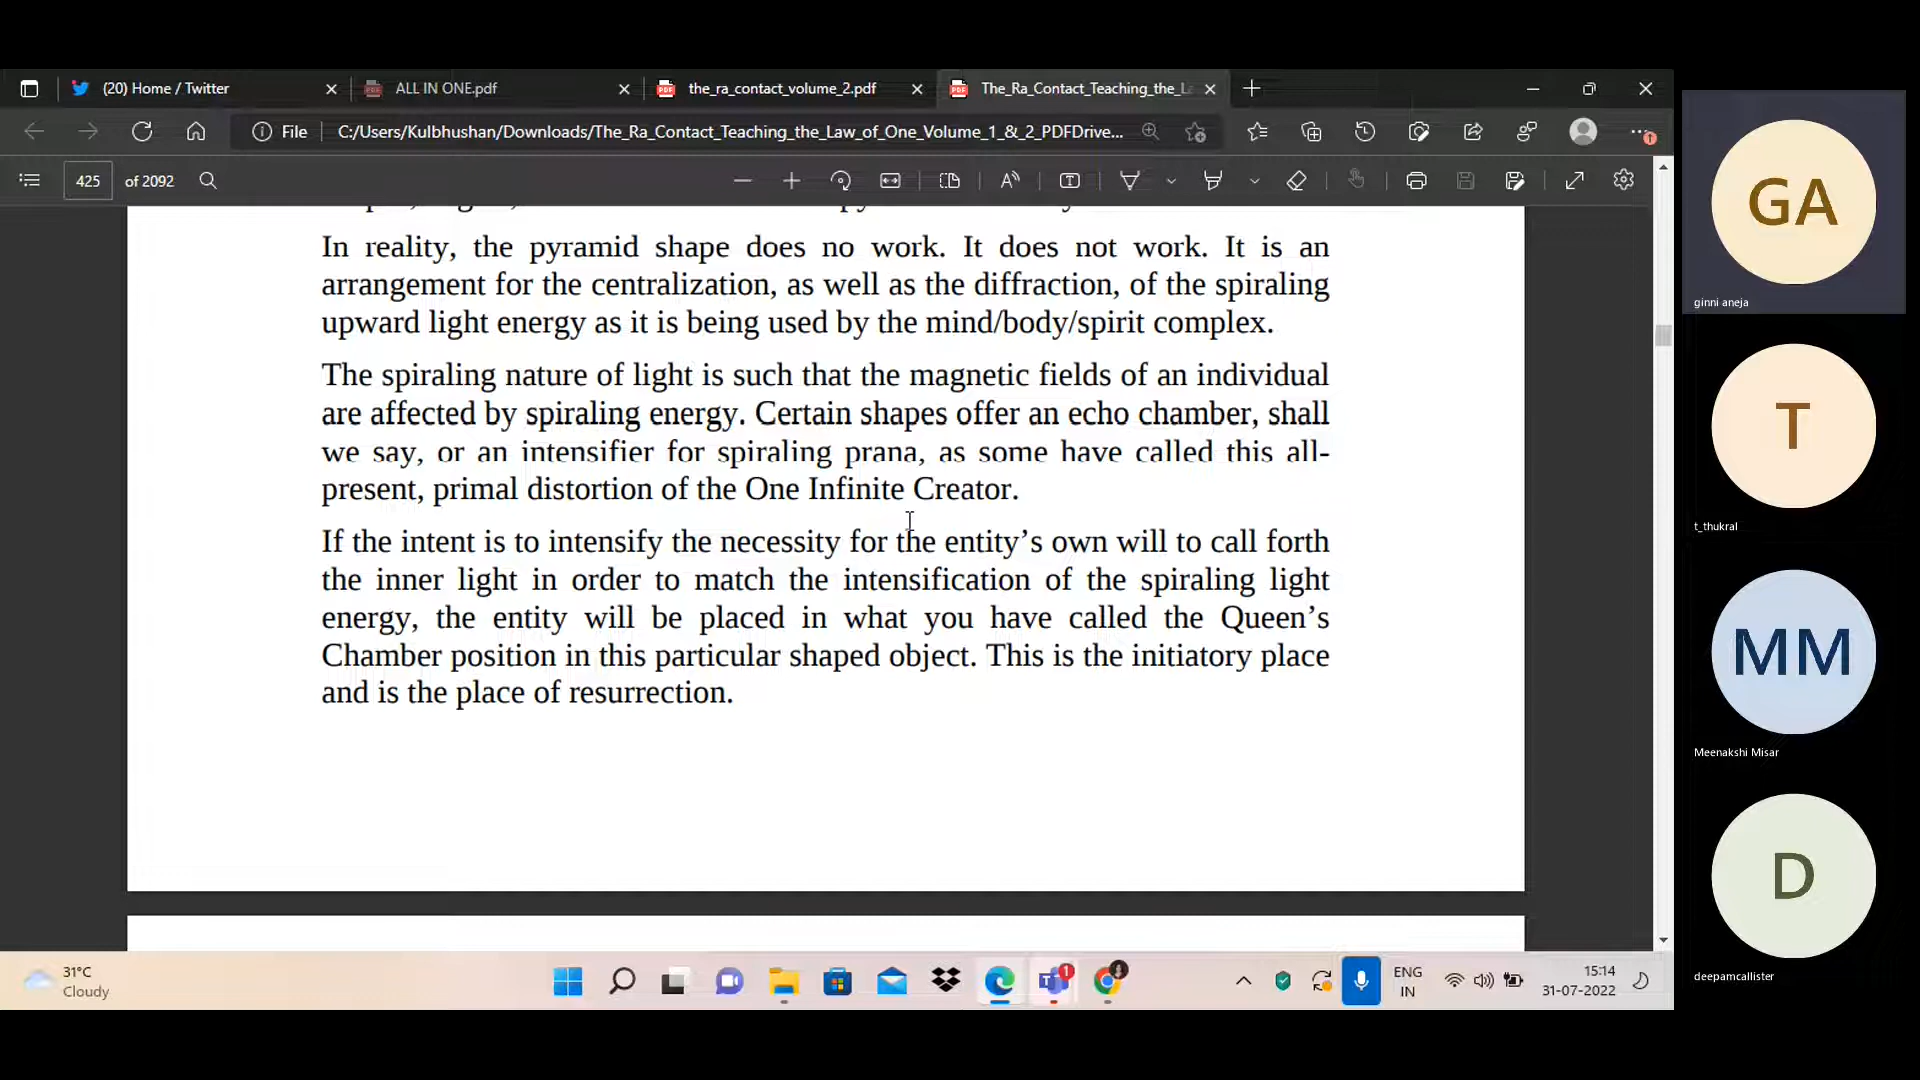 (20) Home / Twitter
ALL IN ONE.pdf
the_ra_contact_volume_2.pdf
The_Ra_Contact_Teaching_the_L
File
C:/Users/Kulbhushan/Downloads/The_Ra_Contact_Teaching_the_Law_of_One_Volume_1_&_2_PDFDrive...
425 of 2092
In reality, the pyramid shape does no work. It does not work. It is an
arrangement for the centralization, as well as the diffraction, of the spiraling
upward light energy as it is being used by the mind/body/spirit complex.
The spiraling nature of light is such that the magnetic fields of an individual
are affected by spiraling energy. Certain shapes offer an echo chamber, shall
we say, or an intensifier for spiraling prana, as some have called this all-
present, primal distortion of the One Infinite Creator.
If the intent is to intensify the necessity for the entity’s own will to call forth
the inner light in order to match the intensification of the spiraling light
energy, the entity will be placed in what you have called the Queen’s
Chamber position in this particular shaped object. This is the initiatory place
and is the place of resurrection.
31°C
Cloudy
1
ENG
IN
15:14
31-07-2022
GA
ginni aneja
T
t_thukral
MM
Meenakshi Misar
D
deepamcallister